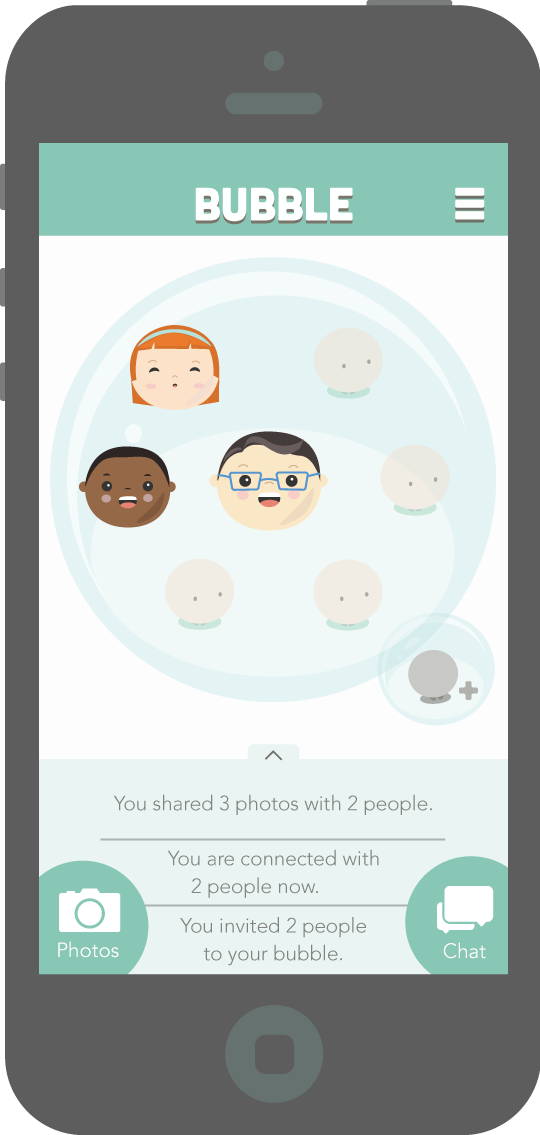 BUBBLE
You shared 3 photos with 2 people.
You are connected with
2 people now.
You invited 2 people
to your bubble.
Photos
Chat